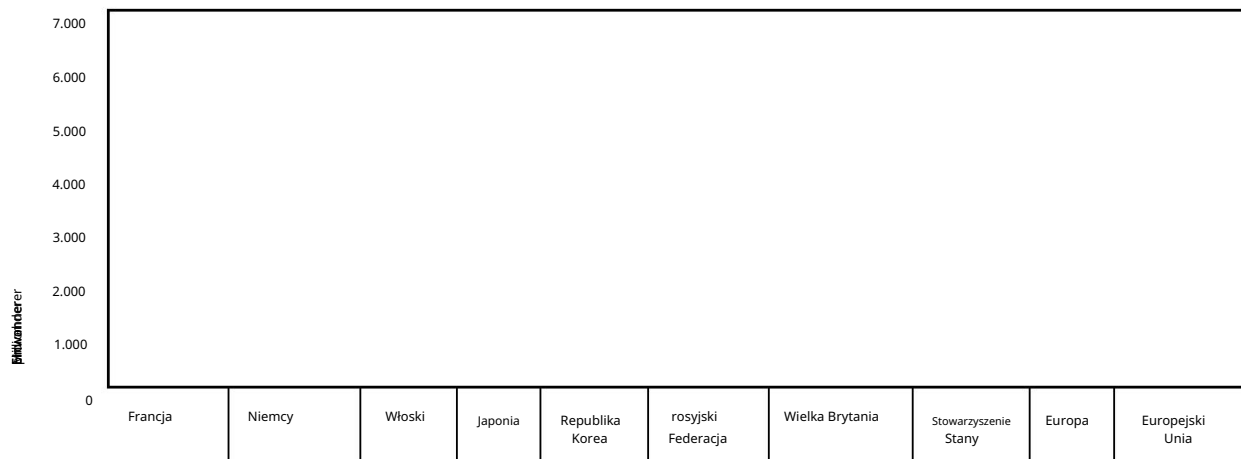 7.000
6.000
5.000
4.000
3.000
2.000
1.000
0
Francja
Niemcy
Włoski
Japonia
Republika
Korea
rosyjski
Federacja
Wielka Brytania
Stowarzyszenie
Stany
Europa
Europejski
Unia